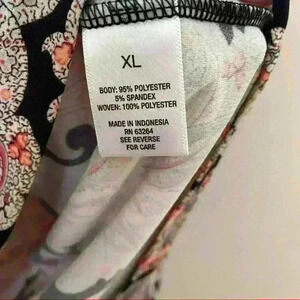 XL
BODY: 95% POLYESTER
5% SPANDEX
WOVEN: 100% POLYESTER
MADE IN INDONESIA
RN 63264
SEE REVERSE
FOR CARE